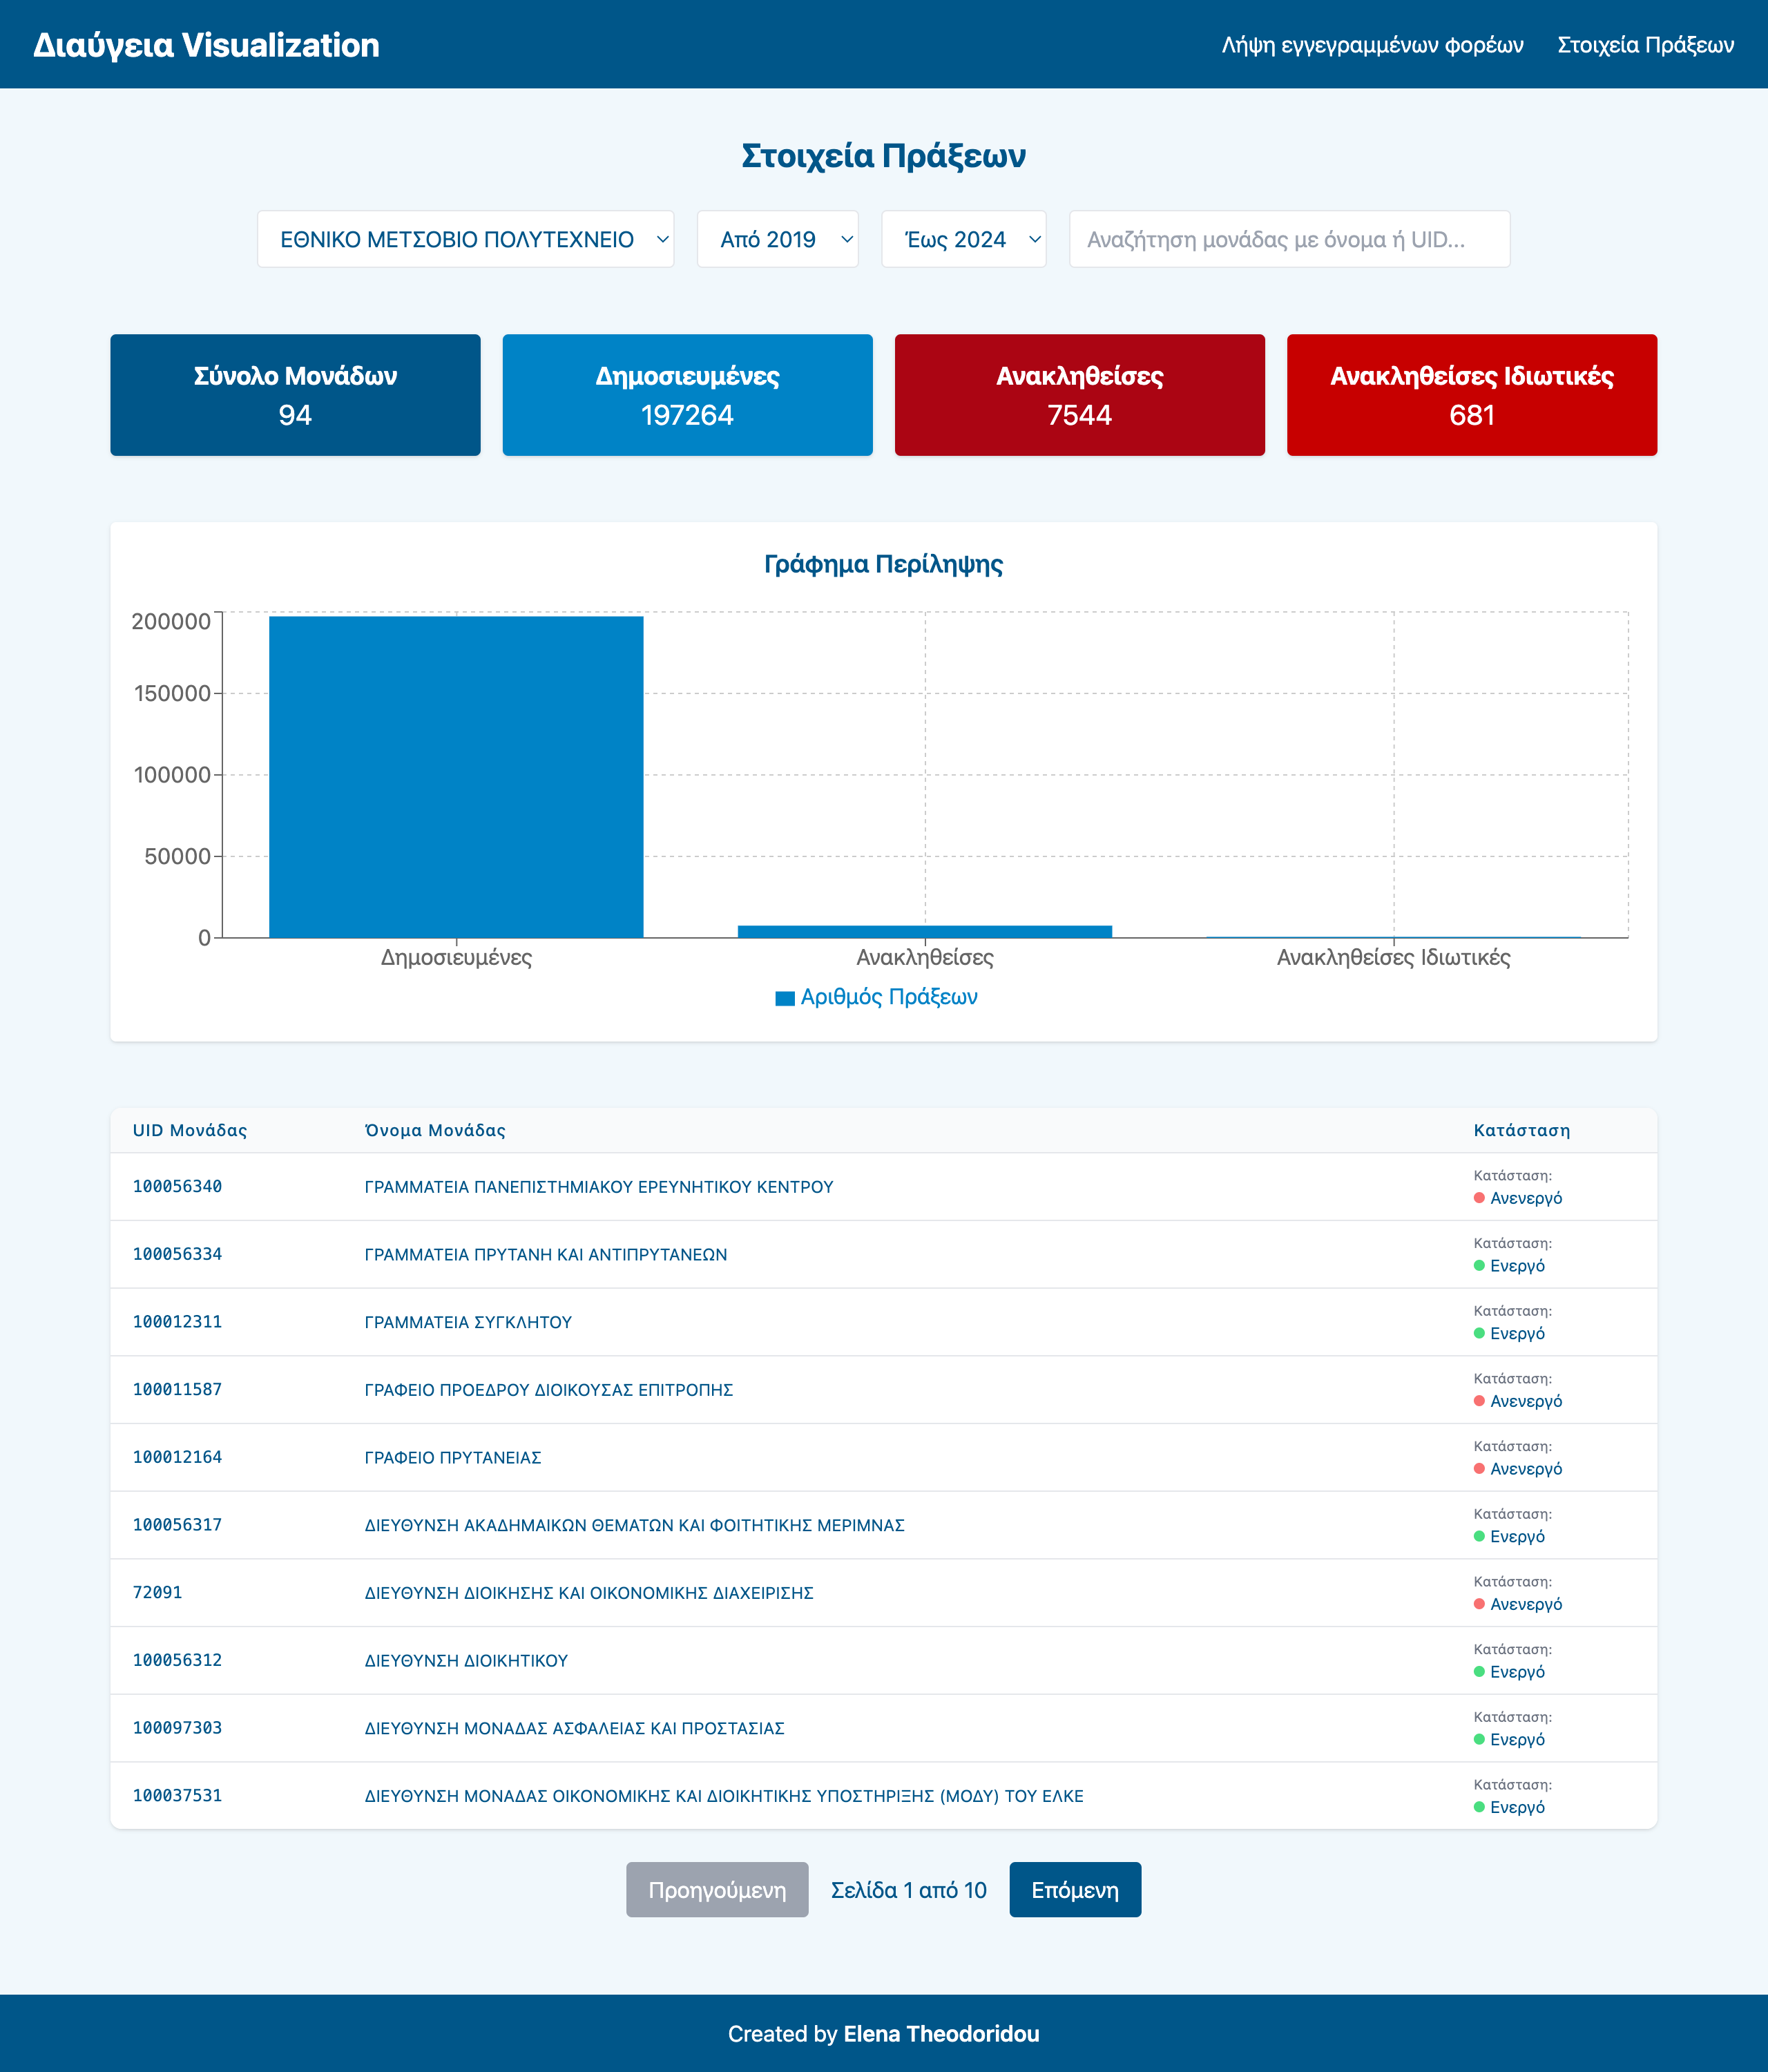 Διαύγεια Visualization
Λήψη εγγεγραμμένων φορέων
Στοιχεία Πράξεων
Στοιχεία Πράξεων
ΕΘΝΙΚΟ ΜΕΤΣΟΒΙΟ ΠΟΛΥΤΕΧΝΕΙΟ
Από 2019
Έως 2024
Αναζήτηση μονάδας με όνομα ή UID...
Σύνολο Μονάδων
94
Δημοσιευμένες
197264
Ανακληθείσες
7544
Ανακληθείσες Ιδιωτικές
681
Γράφημα Περίληψης
200000
150000
100000
50000
0
Δημοσιευμένες
Ανακληθείσες
Ανακληθείσες Ιδιωτικές
Αριθμός Πράξεων
UID Μονάδας Όνομα Μονάδας Κατάσταση
100056340 ΓΡΑΜΜΑΤΕΙΑ ΠΑΝΕΠΙΣΤΗΜΙΑΚΟΥ ΕΡΕΥΝΗΤΙΚΟΥ ΚΕΝΤΡΟΥ
Κατάσταση:
Ανενεργό
100056334 ΓΡΑΜΜΑΤΕΙΑ ΠΡΥΤΑΝΗ ΚΑΙ ΑΝΤΙΠΡΥΤΑΝΕΩΝ
Κατάσταση:
Ενεργό
100012311 ΓΡΑΜΜΑΤΕΙΑ ΣΥΓΚΛΗΤΟΥ
Κατάσταση:
Ενεργό
100011587 ΓΡΑΦΕΙΟ ΠΡΟΕΔΡΟΥ ΔΙΟΙΚΟΥΣΑΣ ΕΠΙΤΡΟΠΗΣ
Κατάσταση:
Ανενεργό
100012164 ΓΡΑΦΕΙΟ ΠΡΥΤΑΝΕΙΑΣ
Κατάσταση:
Ανενεργό
100056317 ΔΙΕΥΘΥΝΣΗ ΑΚΑΔΗΜΑΙΚΩΝ ΘΕΜΑΤΩΝ ΚΑΙ ΦΟΙΤΗΤΙΚΗΣ ΜΕΡΙΜΝΑΣ
Κατάσταση:
Ενεργό
72091 ΔΙΕΥΘΥΝΣΗ ΔΙΟΙΚΗΣΗΣ ΚΑΙ ΟΙΚΟΝΟΜΙΚΗΣ ΔΙΑΧΕΙΡΙΣΗΣ
Κατάσταση:
Ανενεργό
100056312 ΔΙΕΥΘΥΝΣΗ ΔΙΟΙΚΗΤΙΚΟΥ
Κατάσταση:
Ενεργό
100097303 ΔΙΕΥΘΥΝΣΗ ΜΟΝΑΔΑΣ ΑΣΦΑΛΕΙΑΣ ΚΑΙ ΠΡΟΣΤΑΣΙΑΣ
Κατάσταση:
Ενεργό
100037531 ΔΙΕΥΘΥΝΣΗ ΜΟΝΑΔΑΣ ΟΙΚΟΝΟΜΙΚΗΣ ΚΑΙ ΔΙΟΙΚΗΤΙΚΗΣ ΥΠΟΣΤΗΡΙΞΗΣ (ΜΟΔΥ) ΤΟΥ ΕΛΚΕ
Κατάσταση:
Ενεργό
Προηγούμενη
Σελίδα 1 από 10
Επόμενη
Created by Elena Theodoridou